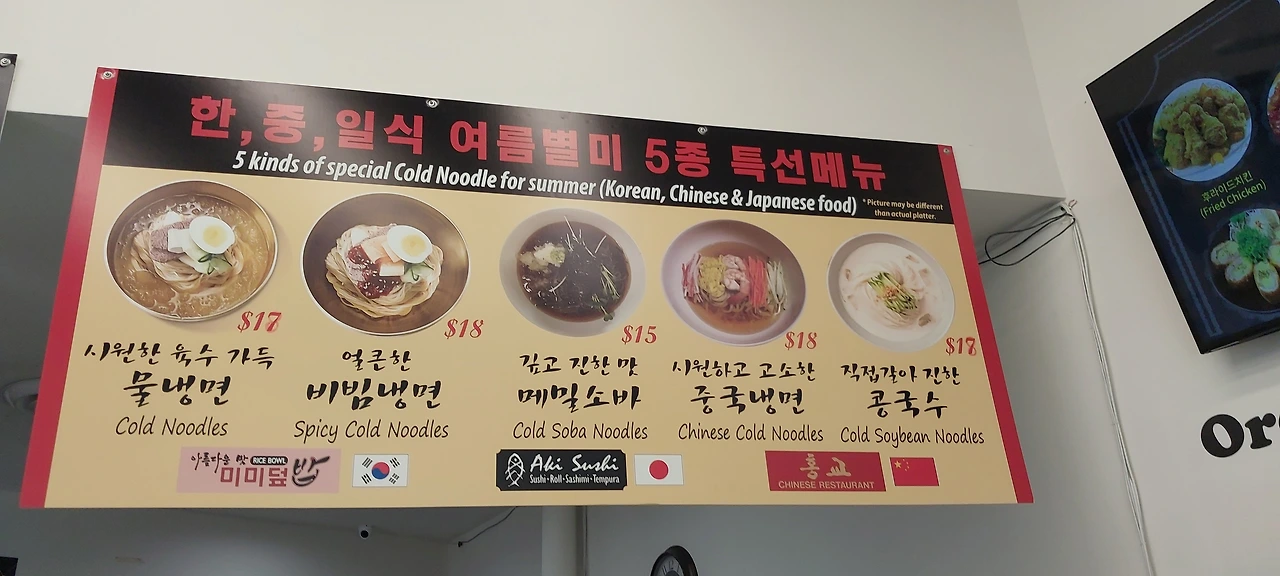 한,중,일식 여름별미 5종 특선메뉴
5 kinds of special Cold Noodle for summer (Korean, Chinese & Japanese food)
* Picture may be different
than actual platter.
$17
시원한 육수 가득
물냉면
Cold Noodles
$18
얼큰한
비빔냉면
Spicy Cold Noodles
$15
깊고 진한 맛
메밀소바
Cold Soba Noodles
$18
시원하고 고소한
중국냉면
Chinese Cold Noodles
$17
직접갈아 진한
콩국수
Cold Soybean Noodles
아름다운 맛 RICE BOWL
미미덮밥
Aki Sushi
Sushi·Roll·Sashimi·Tempura
홍교
CHINESE RESTAURANT
후라이드치킨
(Fried Chicken)
Or